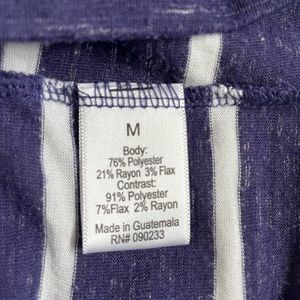 M
Body:
76% Polyester
21% Rayon 3% Flax
Contrast:
91% Polyester
7%Flax 2% Rayon
Made in Guatemala
RN# 090233